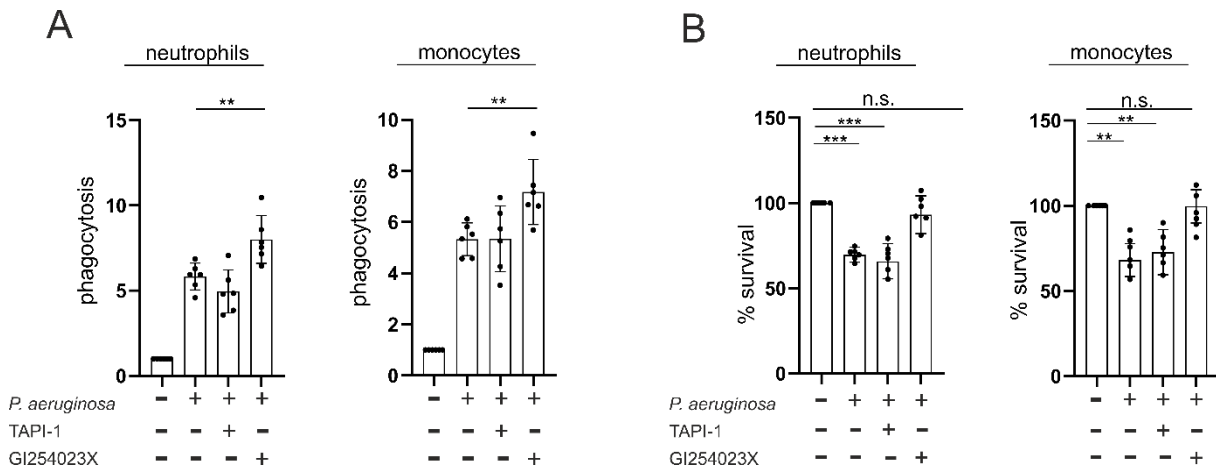 A
neutrophils
**
15
10
5
0
phagocytosis
monocytes
**
10
8
6
4
2
0
phagocytosis
P. aeruginosa − + + + − + + +
TAPI-1 − − + − − − + −
GI254023X − − − + − − − +
B
neutrophils
n.s.
***
***
150
100
50
0
% survival
monocytes
n.s.
**
**
150
100
50
0
% survival
P. aeruginosa − + + + − + + +
TAPI-1 − − + − − − + −
GI254023X − − − + − − − +